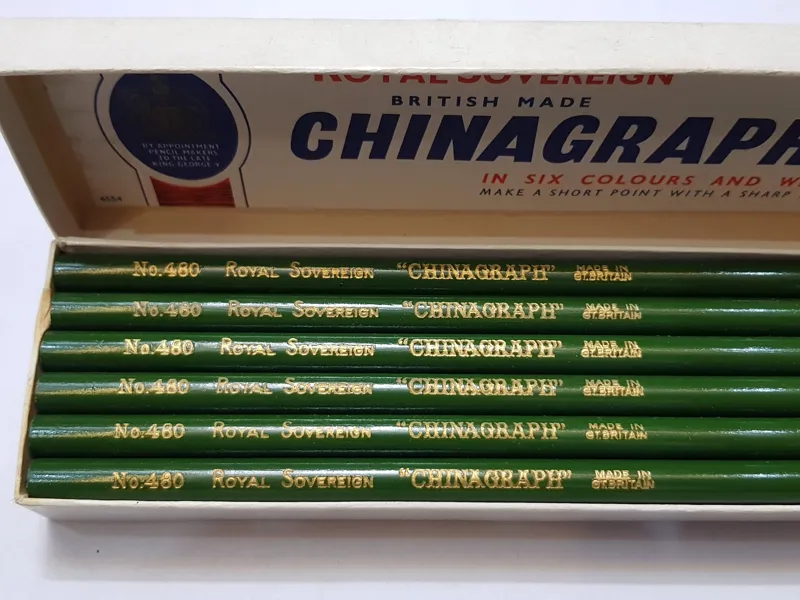 ROYAL SOVEREIGN
BRITISH MADE
CHINAGRAPH
IN SIX COLOURS AND W
MAKE A SHORT POINT WITH A SHARP
BY APPOINTMENT
PENCIL MAKERS
TO THE LATE
KING GEORGE V
4554
No.480 ROYAL SOVEREIGN "CHINAGRAPH" MADE IN GT.BRITAIN
No.480 ROYAL SOVEREIGN "CHINAGRAPH" MADE IN GT.BRITAIN
No.480 ROYAL SOVEREIGN "CHINAGRAPH" MADE IN GT.BRITAIN
No.480 ROYAL SOVEREIGN "CHINAGRAPH" MADE IN GT.BRITAIN
No.480 ROYAL SOVEREIGN "CHINAGRAPH" MADE IN GT.BRITAIN
No.480 ROYAL SOVEREIGN "CHINAGRAPH" MADE IN GT.BRITAIN